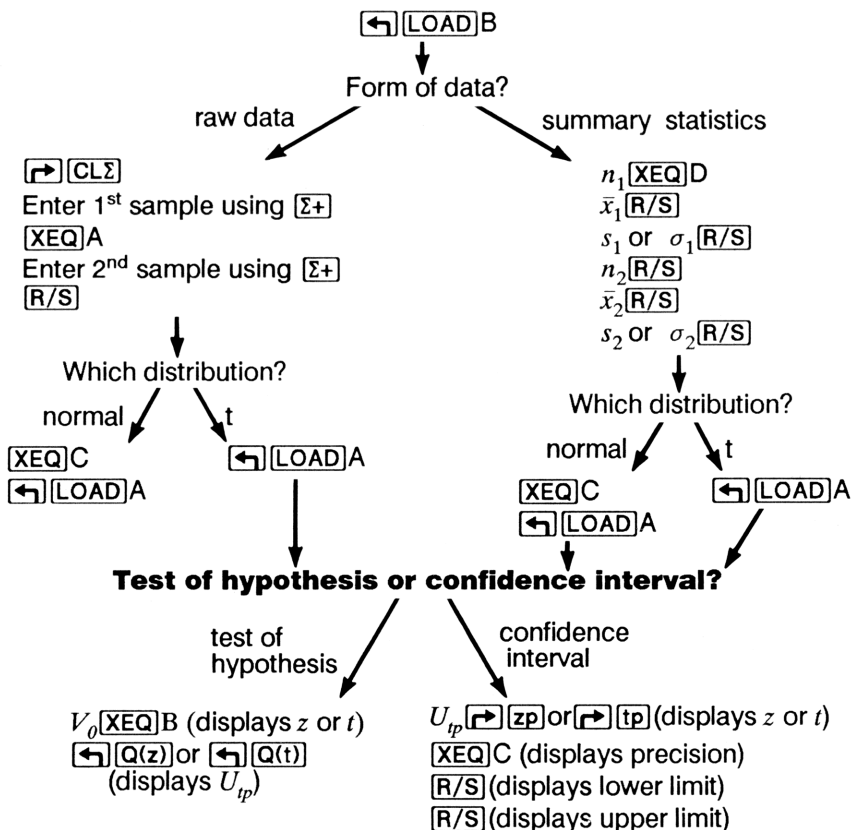 ↰ LOAD B
Form of data?
raw data
summary statistics
↱ CLΣ
Enter 1st sample using Σ+
XEQ A
Enter 2nd sample using Σ+
R/S
Which distribution?
normal
t
XEQ C
↰ LOAD A
↰ LOAD A
n1 XEQ D
x̄1 R/S
s1 or σ1 R/S
n2 R/S
x̄2 R/S
s2 or σ2 R/S
Which distribution?
normal
t
XEQ C
↰ LOAD A
↰ LOAD A
Test of hypothesis or confidence interval?
test of
hypothesis
V0 XEQ B (displays z or t)
↰ Q(z) or ↰ Q(t)
(displays Utp)
confidence
interval
Utp ↱ zp or ↱ tp (displays z or t)
XEQ C (displays precision)
R/S (displays lower limit)
R/S (displays upper limit)